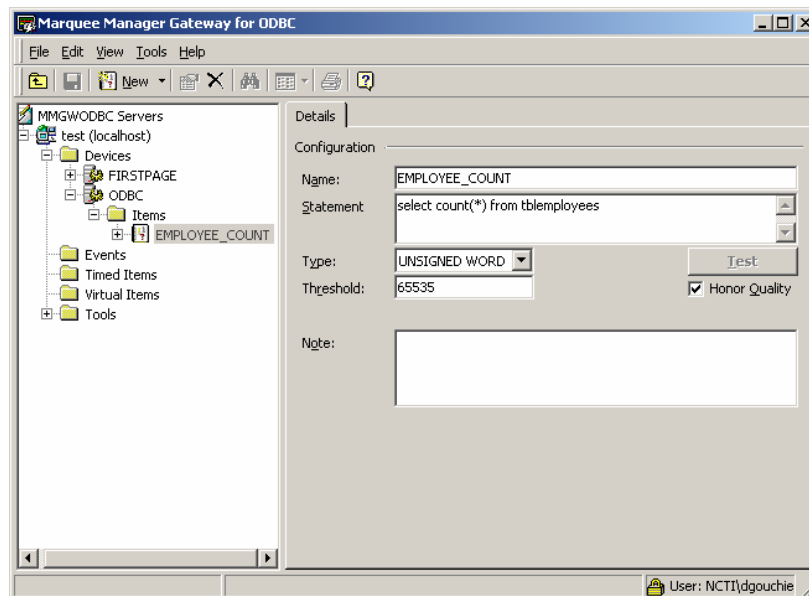 Marquee Manager Gateway for ODBC
File Edit View Tools Help
New
MMGWODBC Servers
test (localhost)
Devices
FIRSTPAGE
ODBC
Items
EMPLOYEE_COUNT
Events
Timed Items
Virtual Items
Tools
Details
Configuration
Name: EMPLOYEE_COUNT
Statement select count(*) from tblemployees
Type: UNSIGNED WORD Test
Threshold: 65535 Honor Quality
Note:
User: NCTI\dgouchie